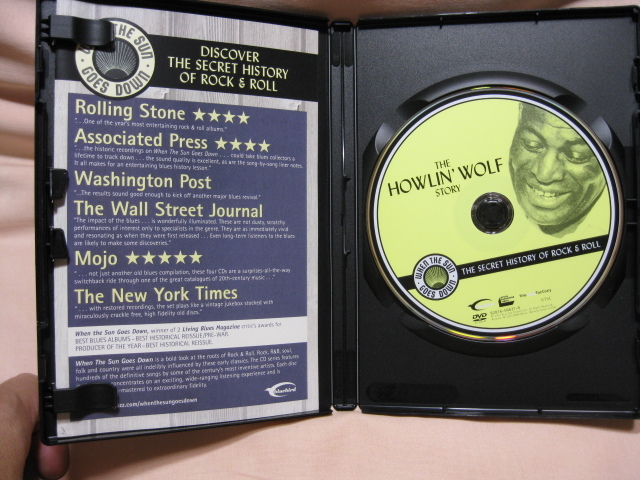 WHEN THE SUN
GOES DOWN
DISCOVER
THE SECRET HISTORY
OF ROCK & ROLL
Rolling Stone ★★★★
"...One of the year's most entertaining rock & roll albums."
Associated Press ★★★★
"...the historic recordings on When The Sun Goes Down . . . could take blues collectors a
lifetime to track down . . . the sound quality is excellent, as are the song-by-song liner notes.
It all makes for an entertaining blues history lesson."
Washington Post
"...The results sound good enough to kick off another major blues revival."
The Wall Street Journal
"The impact of the blues . . . is wonderfully illuminated. These are not dusty, scratchy
performances of interest only to specialists in the genre. They are as immediately vivid
and resonating as when they were first released . . . Even long-term listeners to the blues
are likely to make some discoveries."
Mojo ★★★★★
". . . not just another old blues compilation, these four CDs are a surprises-all-the-way
switchback ride through one of the great catalogues of 20th-century music . . ."
The New York Times
"...with restored recordings, the set plays like a vintage jukebox stacked with
miraculously crackle free, high fidelity old discs."
When the Sun Goes Down, winner of 2 Living Blues Magazine critic's awards for
BEST BLUES ALBUMS - BEST HISTORICAL REISSUE/PRE-WAR.
PRODUCER OF THE YEAR - BEST HISTORICAL REISSUE.
When The Sun Goes Down is a bold look at the roots of Rock & Roll. Rock, R&B, soul,
folk and country were all indelibly influenced by these early classics. The CD series features
hundreds of the definitive songs by some of the century's most inventive artists. Each disc
concentrates on an exciting, wide-ranging listening experience and is
mastered to extraordinary fidelity.
.com/whenthesungoesdown
bluebird
THE
HOWLIN' WOLF
STORY
WHEN THE SUN
GOES DOWN
THE SECRET HISTORY OF ROCK & ROLL
DVD